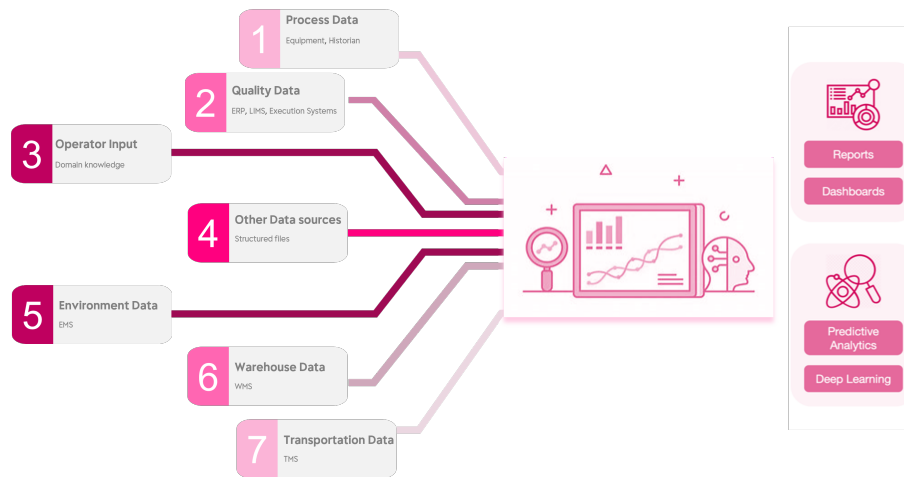 1
Process Data
Equipment, Historian
2
Quality Data
ERP, LIMS, Execution Systems
3
Operator Input
Domain knowledge
4
Other Data sources
Structured files
5
Environment Data
EMS
6
Warehouse Data
WMS
7
Transportation Data
TMS
Reports
Dashboards
Predictive
Analytics
Deep Learning